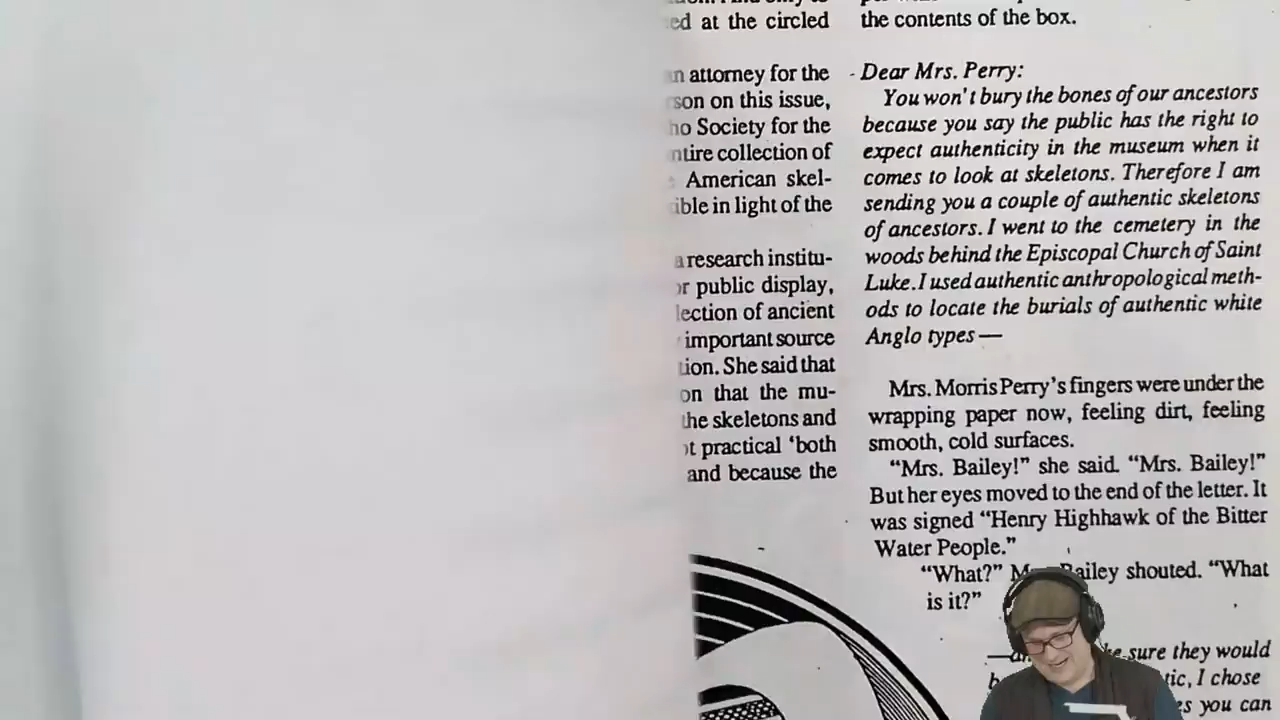 ed at the circled
attorney for the
on this issue,
Society for the
collection of
American skel-
in light of the
a research institu-
public display,
of ancient
important source
She said that
on that the mu-
the skeletons and
practical ‘both
and because the
the contents of the box.
Dear Mrs. Perry:
You won't bury the bones of our ancestors
because you say the public has the right to
expect authenticity in the museum when it
comes to look at skeletons. Therefore I am
sending you a couple of authentic skeletons
of ancestors. I went to the cemetery in the
woods behind the Episcopal Church of Saint
Luke. I used authentic anthropological meth-
ods to locate the burials of authentic white
Anglo types —
Mrs. Morris Perry's fingers were under the
wrapping paper now, feeling dirt, feeling
smooth, cold surfaces.
“Mrs. Bailey!” she said. “Mrs. Bailey!”
But her eyes moved to the end of the letter. It
was signed “Henry Highhawk of the Bitter
Water People.”
“What?” Bailey shouted. “What
is it?”
sure they would
I chose
you can